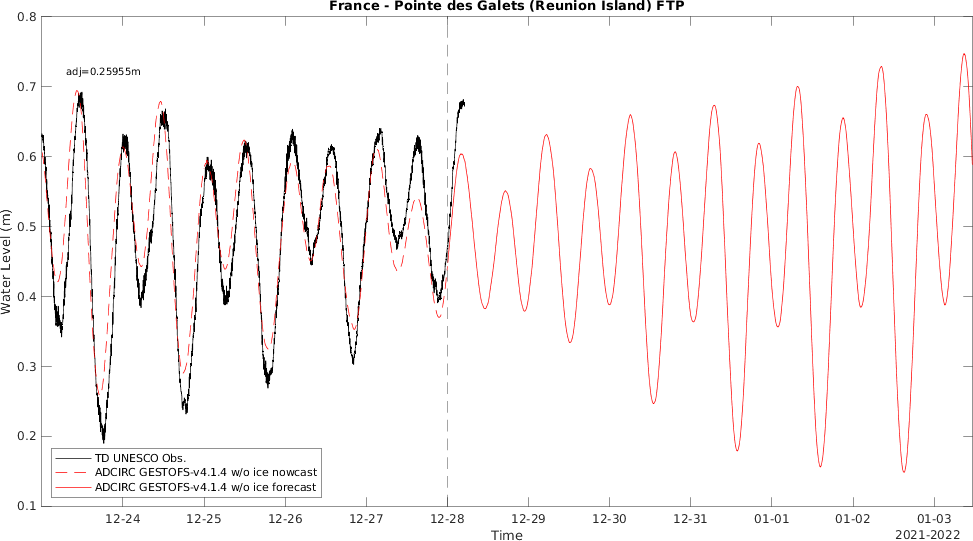 France - Pointe des Galets (Reunion Island) FTP
adj=0.25955m
Water Level (m)
0.8
0.7
0.6
0.5
0.4
0.3
0.2
0.1
TD UNESCO Obs.
ADCIRC GESTOFS-v4.1.4 w/o ice nowcast
ADCIRC GESTOFS-v4.1.4 w/o ice forecast
12-24 12-25 12-26 12-27 12-28 12-29 12-30 12-31 01-01 01-02 01-03
Time
2021-2022